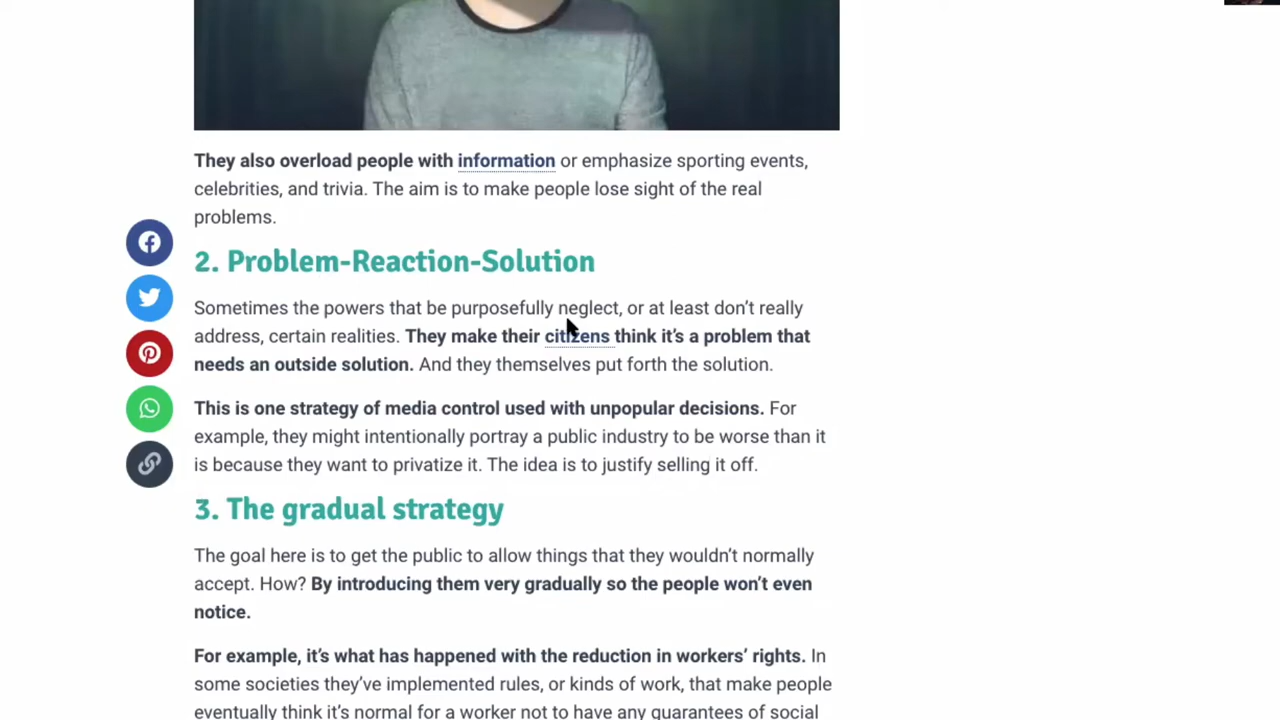 They also overload people with information or emphasize sporting events,
celebrities, and trivia. The aim is to make people lose sight of the real
problems.
2. Problem-Reaction-Solution
Sometimes the powers that be purposefully neglect, or at least don’t really
address, certain realities. They make their citizens think it’s a problem that
needs an outside solution. And they themselves put forth the solution.
This is one strategy of media control used with unpopular decisions. For
example, they might intentionally portray a public industry to be worse than it
is because they want to privatize it. The idea is to justify selling it off.
3. The gradual strategy
The goal here is to get the public to allow things that they wouldn’t normally
accept. How? By introducing them very gradually so the people won’t even
notice.
For example, it’s what has happened with the reduction in workers’ rights. In
some societies they’ve implemented rules, or kinds of work, that make people
eventually think it’s normal for a worker not to have any guarantees of social